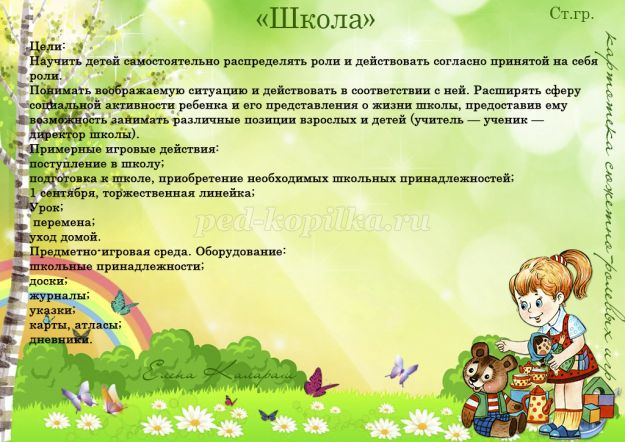 «Школа»
Ст.гр.
Цели:
Научить детей самостоятельно распределять роли и действовать согласно принятой на себя
роли.
Понимать воображаемую ситуацию и действовать в соответствии с ней. Расширять сферу
социальной активности ребенка и его представления о жизни школы, предоставив ему
возможность занимать различные позиции взрослых и детей (учитель — ученик —
директор школы).
Примерные игровые действия:
поступление в школу;
подготовка к школе, приобретение необходимых школьных принадлежностей;
1 сентября, торжественная линейка;
Урок;
перемена;
уход домой.
Предметно-игровая среда. Оборудование:
школьные принадлежности;
доски;
журналы;
указки;
карты, атласы;
дневники.
картотека сюжетно-ролевых игр
ped-kopilka.ru
Елена